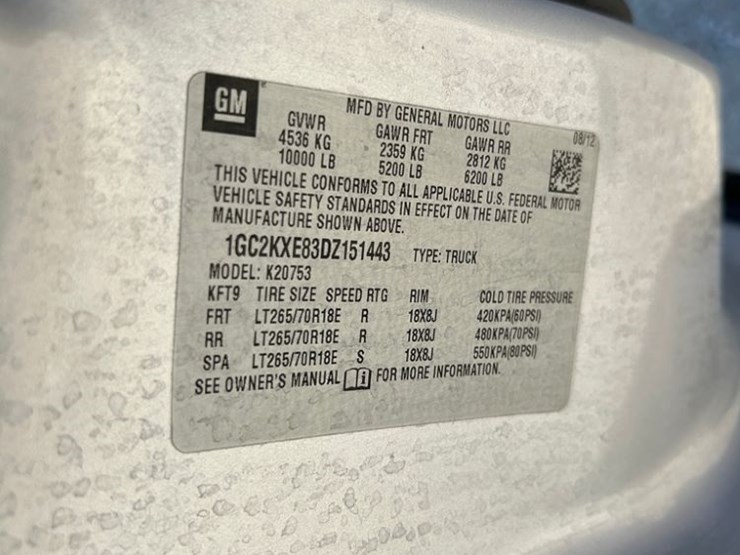 GM
MFD BY GENERAL MOTORS LLC 08/12
GVWR GAWR FRT GAWR RR
4536 KG 2359 KG 2812 KG
10000 LB 5200 LB 6200 LB
THIS VEHICLE CONFORMS TO ALL APPLICABLE U.S. FEDERAL MOTOR
VEHICLE SAFETY STANDARDS IN EFFECT ON THE DATE OF
MANUFACTURE SHOWN ABOVE.
1GC2KXE83DZ151443 TYPE: TRUCK
MODEL: K20753
KFT9 TIRE SIZE SPEED RTG RIM COLD TIRE PRESSURE
FRT LT265/70R18E R 18X8J 420KPA(60PSI)
RR LT265/70R18E R 18X8J 480KPA(70PSI)
SPA LT265/70R18E S 18X8J 550KPA(80PSI)
SEE OWNER'S MANUAL i FOR MORE INFORMATION.